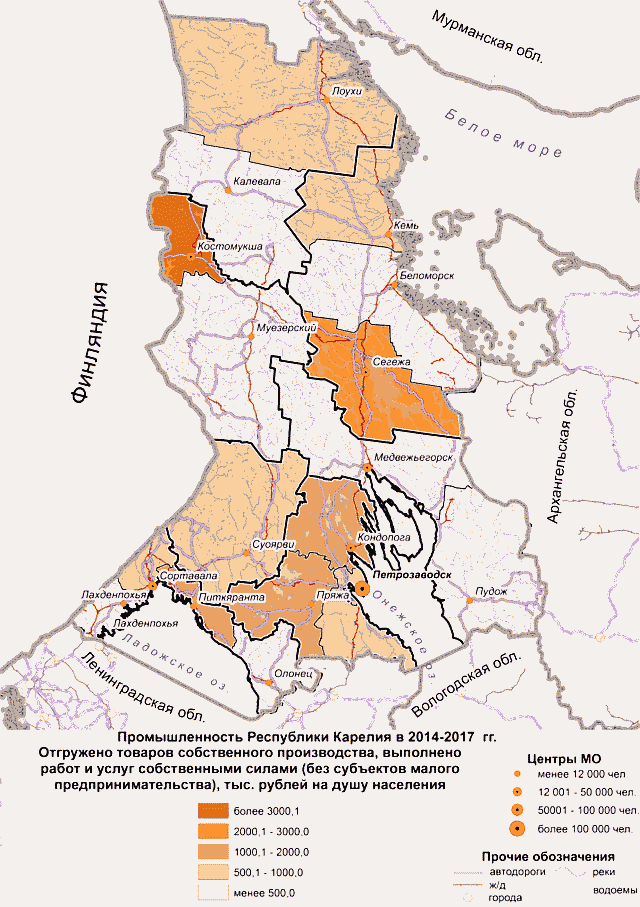 Мурманская обл.
Лоухи
Белое море
Калевала
Кемь
Костомукша
Беломорск
ФИНЛЯНДИЯ
Муезерский
Сегежа
Архангельская обл.
Медвежьегорск
Суоярви
Кондопога
Сортавала
Петрозаводск
Лахденпохья
Питкяранта
Пряжа
Пудож
Лахденпохья
Онежское оз.
Ладожское оз.
Олонец
Ленинградская обл.
Вологодская обл.
Промышленность Республики Карелия в 2014-2017 гг.
Отгружено товаров собственного производства, выполнено
работ и услуг собственными силами (без субъектов малого
предпринимательства), тыс. рублей на душу населения
более 3000,1
2000,1 - 3000.0
1000,1 - 2000,0
500,1 - 1000,0
менее 500,0
Центры МО
менее 12 000 чел
12 001 - 50 000 чел.
50001 - 100 000 чел.
более 100 000 чел.
Прочие обозначения
автодороги
реки
ж/д
водоемы
города